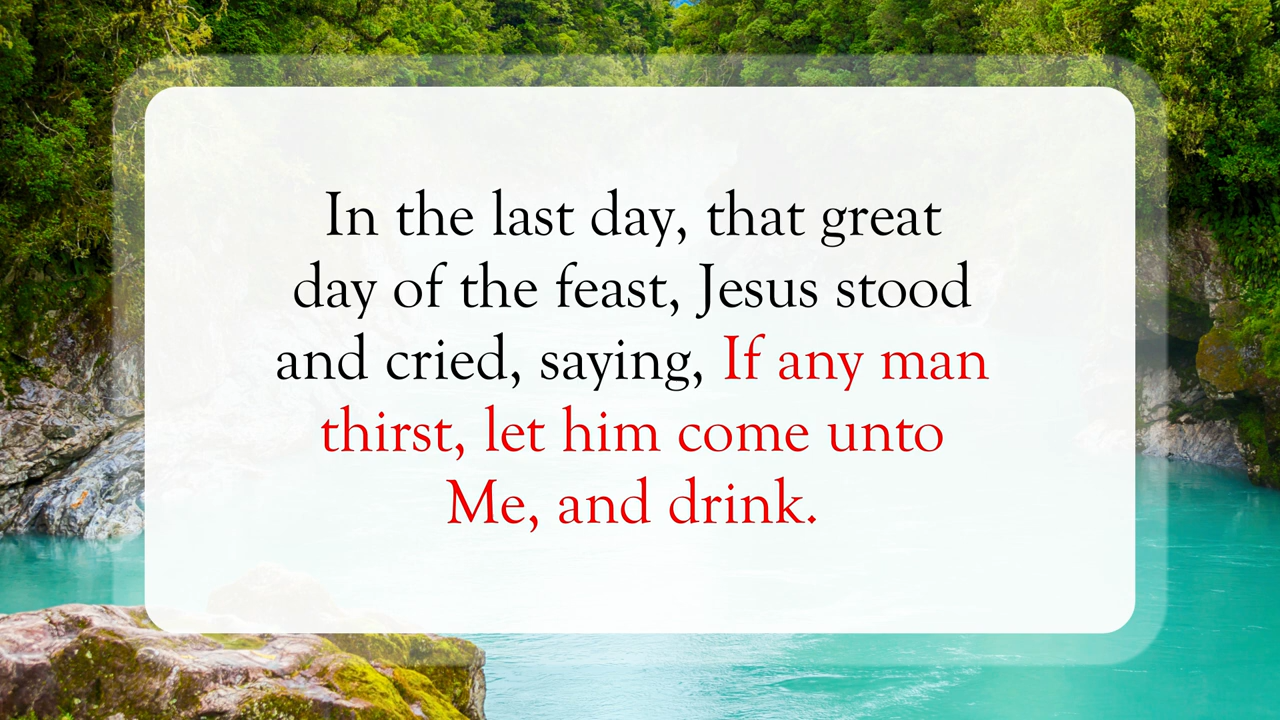 In the last day, that great
day of the feast, Jesus stood
and cried, saying, If any man
thirst, let him come unto
Me, and drink.